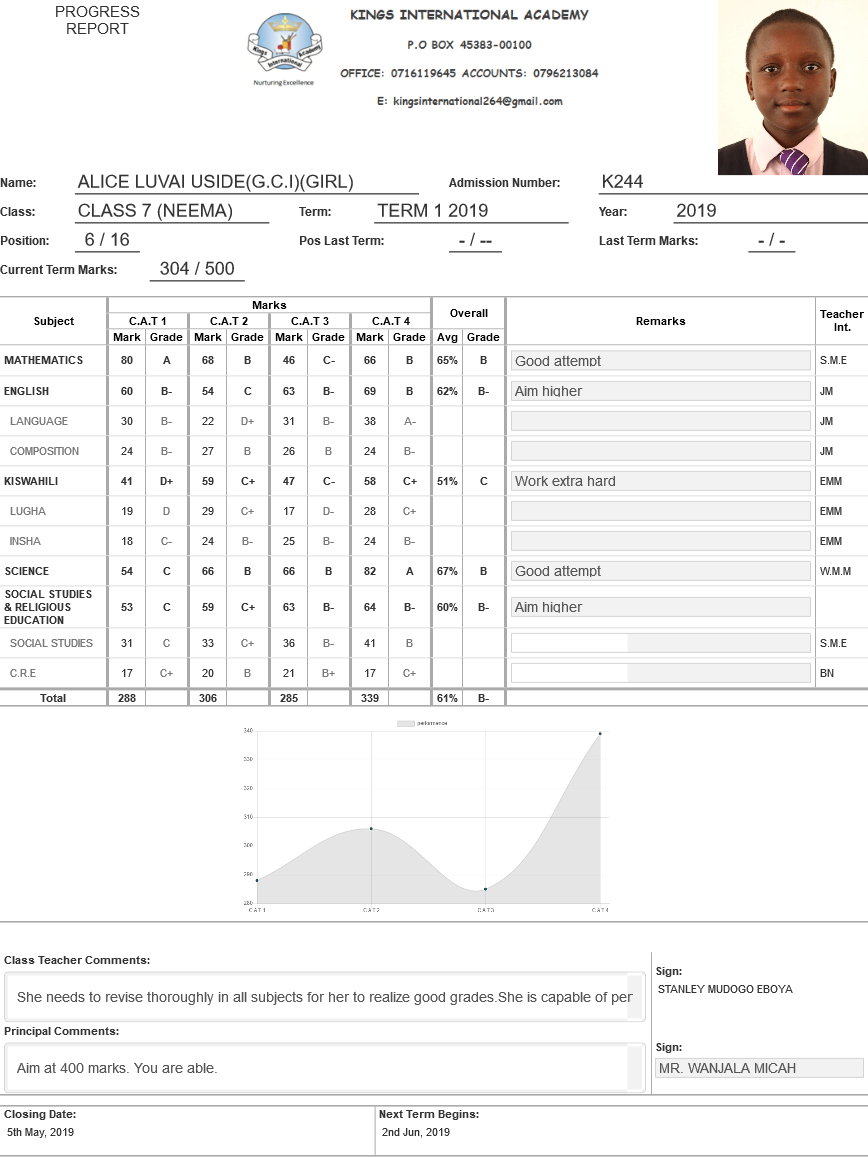 PROGRESS
REPORT
KINGS INTERNATIONAL ACADEMY
P.O BOX 45383-00100
OFFICE: 0716119645 ACCOUNTS: 0796213084
E: kingsinternational264@gmail.com
Kings International Academy
Nurturing Excellence
Name: ALICE LUVAI USIDE(G.C.I)(GIRL) Admission Number: K244
Class: CLASS 7 (NEEMA) Term: TERM 1 2019 Year: 2019
Position: 6 / 16 Pos Last Term: - / -- Last Term Marks: - / -
Current Term Marks: 304 / 500
Subject Marks Overall Remarks Teacher Int.
C.A.T 1 C.A.T 2 C.A.T 3 C.A.T 4
Mark Grade Mark Grade Mark Grade Mark Grade Avg Grade
MATHEMATICS 80 A 68 B 46 C- 66 B 65% B Good attempt S.M.E
ENGLISH 60 B- 54 C 63 B- 69 B 62% B- Aim higher JM
LANGUAGE 30 B- 22 D+ 31 B- 38 A- JM
COMPOSITION 24 B- 27 B 26 B 24 B- JM
KISWAHILI 41 D+ 59 C+ 47 C- 58 C+ 51% C Work extra hard EMM
LUGHA 19 D 29 C+ 17 D- 28 C+ EMM
INSHA 18 C- 24 B- 25 B- 24 B- EMM
SCIENCE 54 C 66 B 66 B 82 A 67% B Good attempt W.M.M
SOCIAL STUDIES
& RELIGIOUS
EDUCATION 53 C 59 C+ 63 B- 64 B- 60% B- Aim higher
SOCIAL STUDIES 31 C 33 C+ 36 B- 41 B S.M.E
C.R.E 17 C+ 20 B 21 B+ 17 C+ BN
Total 288 306 285 339 61% B-
performance
340
330
320
310
300
290
280
CAT1 CAT2 CAT3 CAT4
Class Teacher Comments:
She needs to revise thoroughly in all subjects for her to realize good grades.She is capable of per
Sign:
STANLEY MUDOGO EBOYA
Principal Comments:
Aim at 400 marks. You are able.
Sign:
MR. WANJALA MICAH
Closing Date: Next Term Begins:
5th May, 2019 2nd Jun, 2019